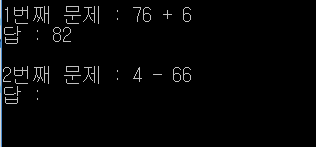 1번째 문제 : 76 + 6
답 : 82
2번째 문제 : 4 - 66
답 :